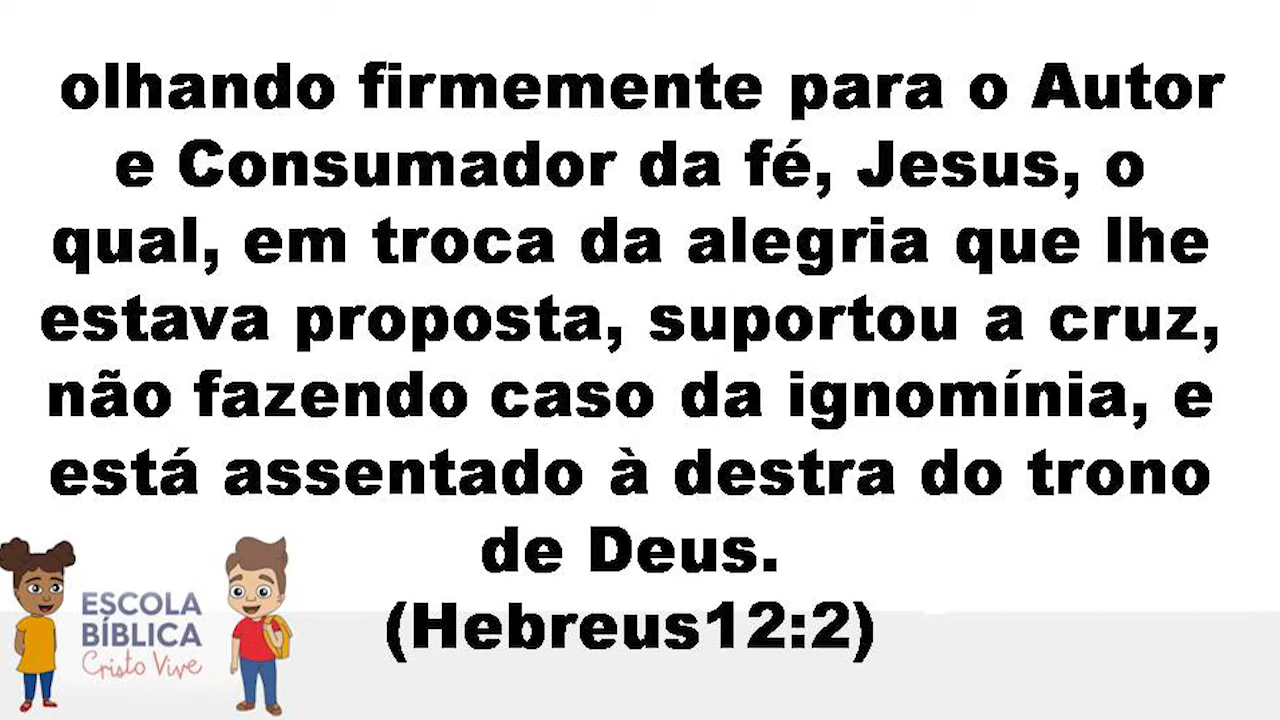 olhando firmemente para o Autor
e Consumador da fé, Jesus, o
qual, em troca da alegria que lhe
estava proposta, suportou a cruz,
não fazendo caso da ignomínia, e
está assentado à destra do trono
de Deus.
(Hebreus12:2)
ESCOLA
BÍBLICA
Cristo Vive